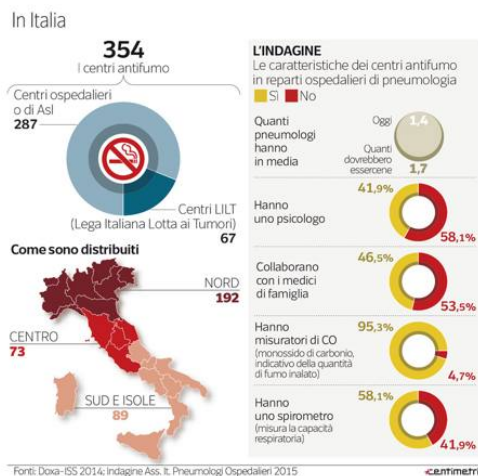 In Italia
354
I centri antifumo
Centri ospedalieri
o di Asl
287
Centri LILT
(Lega Italiana Lotta ai Tumori)
67
Come sono distribuiti
NORD
192
CENTRO
73
SUD E ISOLE
89
L'INDAGINE
Le caratteristiche dei centri antifumo
in reparti ospedalieri di pneumologia
Sì No
Quanti
pneumologi
hanno
in media
Oggi
1,4
Quanti
dovrebbero
essercene
1,7
Hanno
uno psicologo
41,9%
58,1%
Collaborano
con i medici
di famiglia
46,5%
53,5%
Hanno
misuratori di CO
(monossido di carbonio,
indicativo della quantità
di fumo inalato)
95,3%
4,7%
Hanno
uno spirometro
(misura la capacità
respiratoria)
58,1%
41,9%
Fonti: Doxa-ISS 2014; Indagine Ass. It. Pneumologi Ospedalieri 2015
centimetri